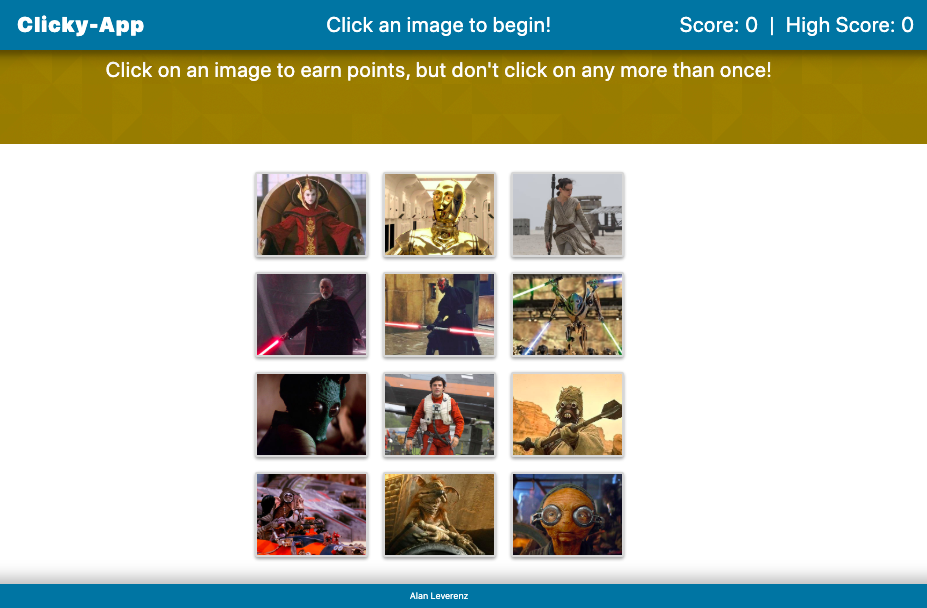 Clicky-App
Click an image to begin!
Score: 0 | High Score: 0
Click on an image to earn points, but don't click on any more than once!
Alan Leverenz